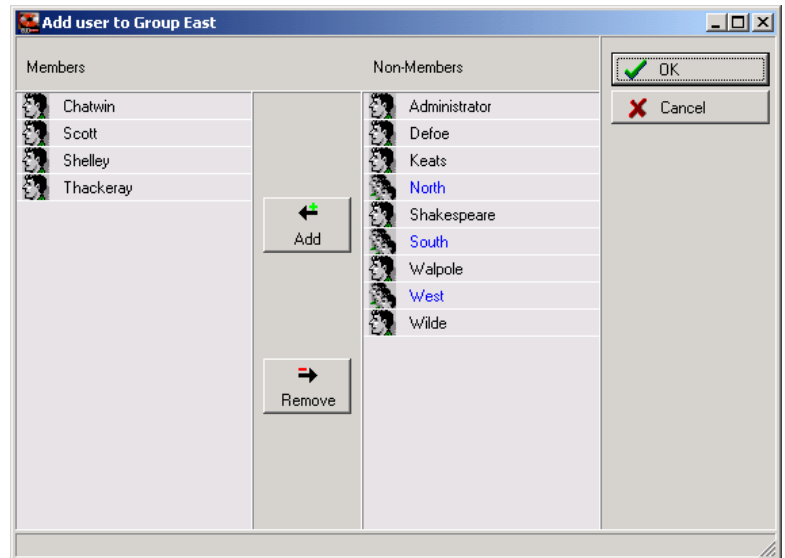 Add user to Group East
Members
Non-Members
OK
Cancel
Chatwin
Scott
Shelley
Thackeray
Add
Remove
Administrator
Defoe
Keats
North
Shakespeare
South
Walpole
West
Wilde